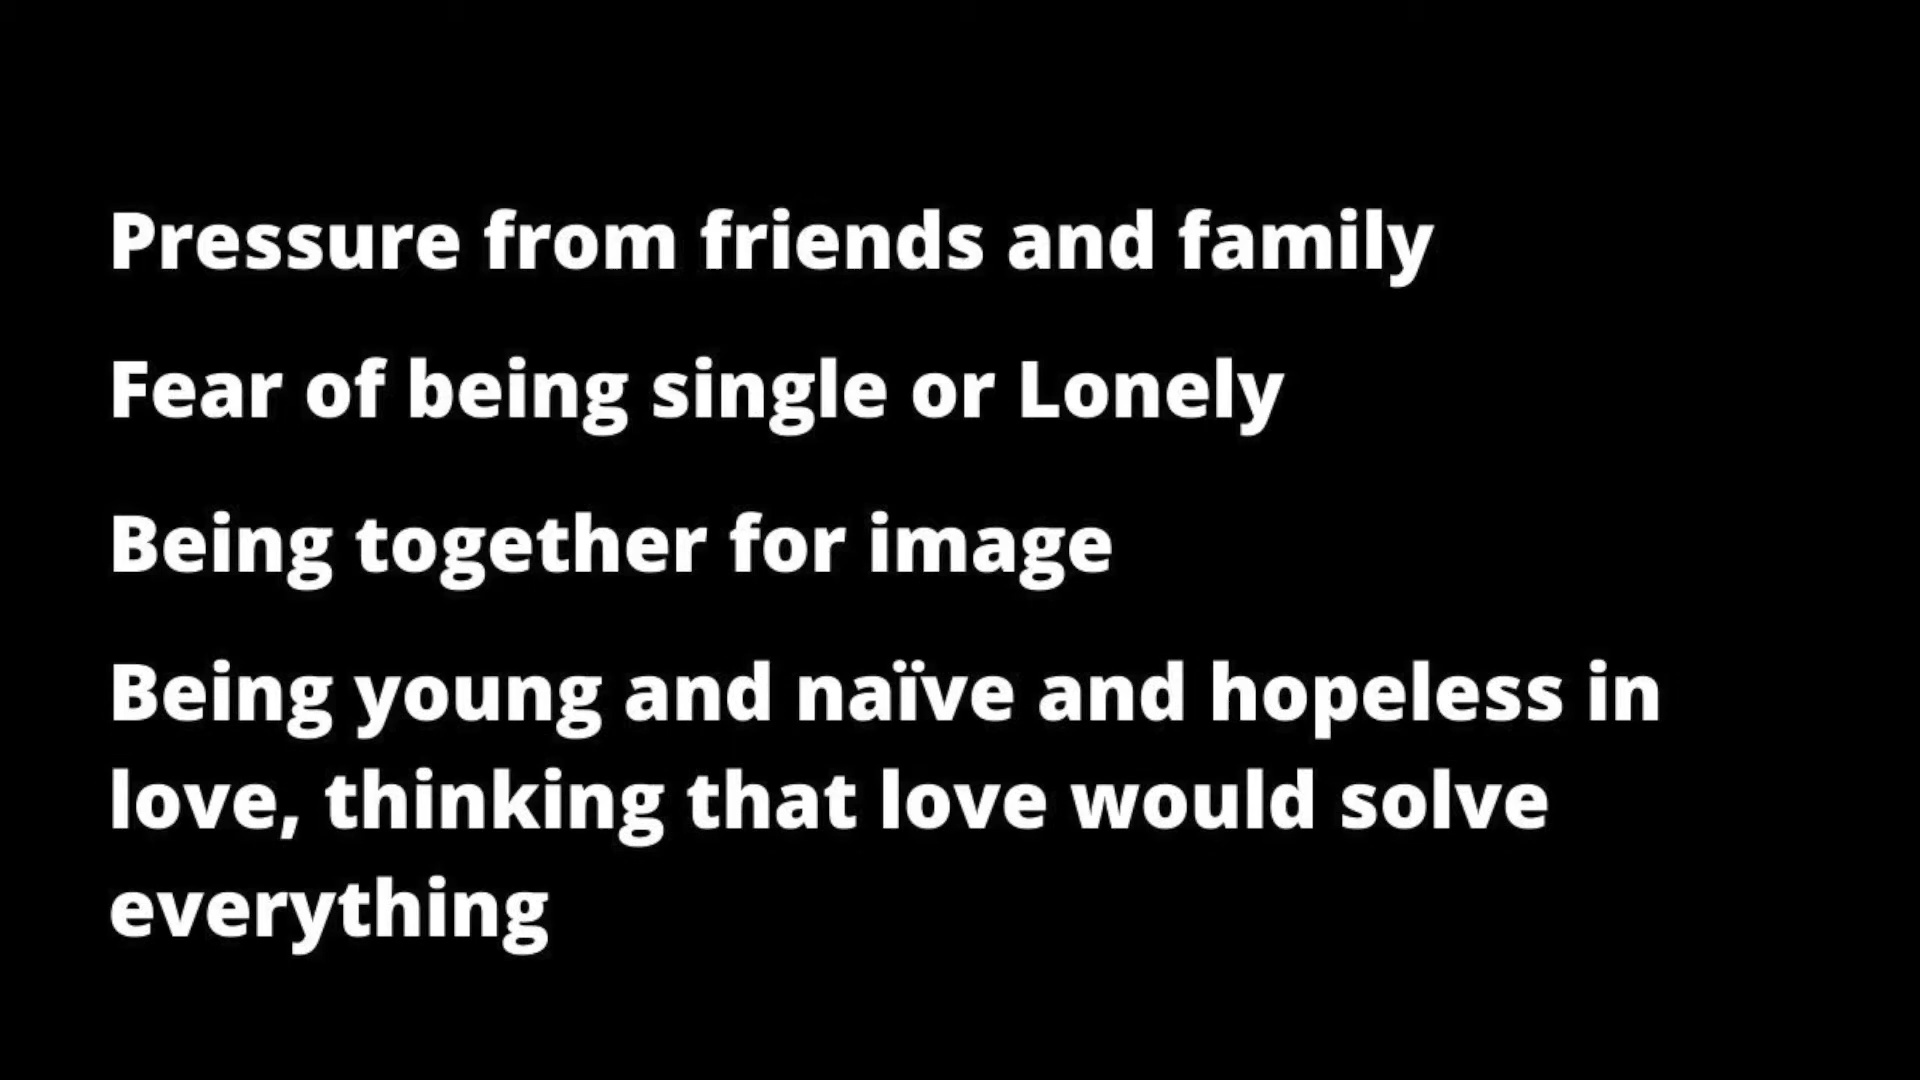 Pressure from friends and family
Fear of being single or Lonely
Being together for image
Being young and naïve and hopeless in
love, thinking that love would solve
everything